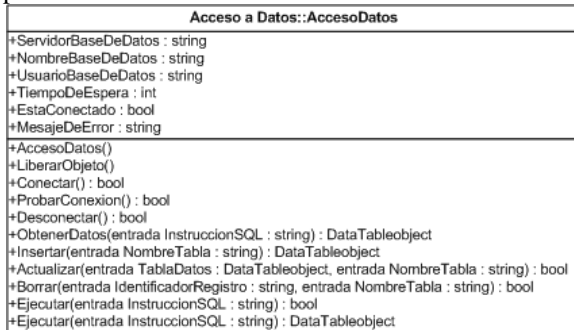 Acceso a Datos::AccesoDatos
+ServidorBaseDeDatos : string
+NombreBaseDeDatos : string
+UsuarioBaseDeDatos : string
+TiempoDeEspera : int
+EstaConectado : bool
+MesajeDeError : string
+AccesoDatos()
+LiberarObjeto()
+Conectar() : bool
+ProbarConexion() : bool
+Desconectar() : bool
+ObtenerDatos(entrada InstruccionSQL : string) : DataTableobject
+Insertar(entrada NombreTabla : string) : DataTableobject
+Actualizar(entrada TablaDatos : DataTableobject, entrada NombreTabla : string) : bool
+Borrar(entrada IdentificadorRegistro : string, entrada NombreTabla : string) : bool
+Ejecutar(entrada InstruccionSQL : string) : bool
+Ejecutar(entrada InstruccionSQL : string) : DataTableobject